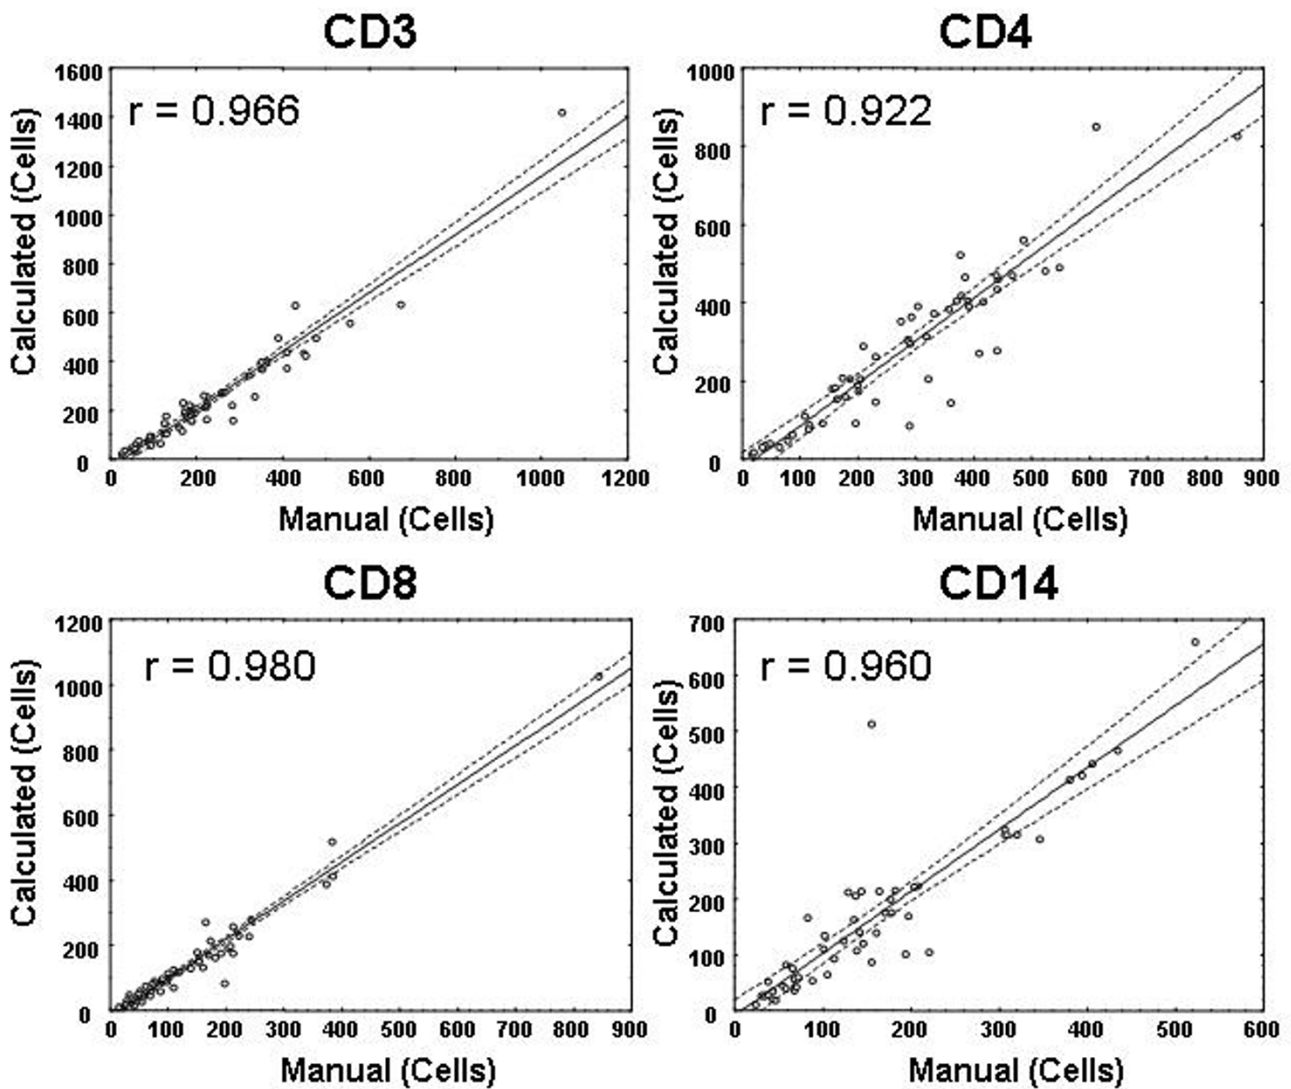 CD3
r = 0.966
1600
1400
1200
1000
800
600
400
200
0
0 200 400 600 800 1000 1200
Calculated (Cells)
Manual (Cells)
CD4
r = 0.922
1000
800
600
400
200
0
0 100 200 300 400 500 600 700 800 900
Calculated (Cells)
Manual (Cells)
CD8
r = 0.980
1200
1000
800
600
400
200
0
0 100 200 300 400 500 600 700 800 900
Calculated (Cells)
Manual (Cells)
CD14
r = 0.960
700
600
500
400
300
200
100
0
0 100 200 300 400 500 600
Calculated (Cells)
Manual (Cells)